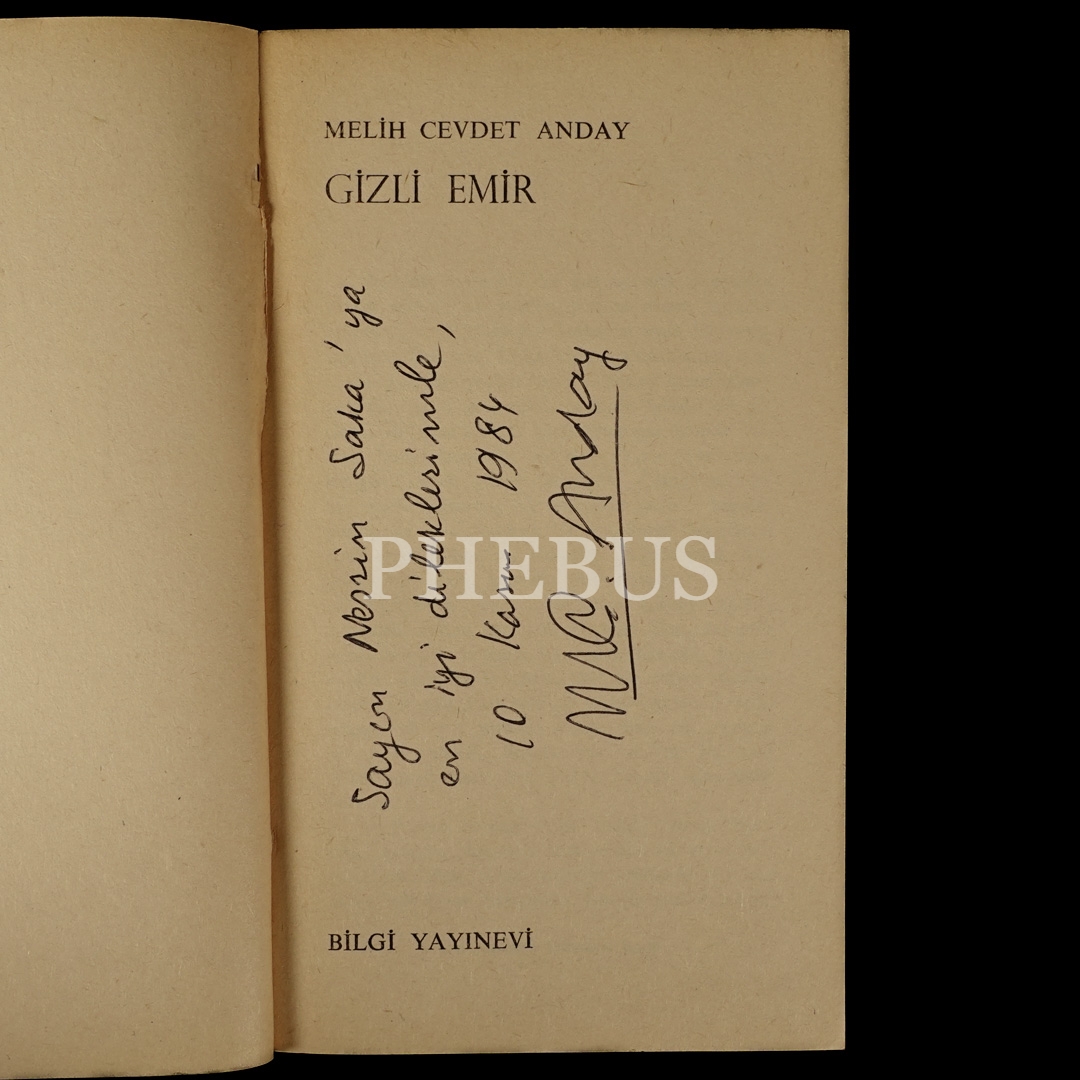 MELİH CEVDET ANDAY
GİZLİ EMİR
Sayın Nesrin Saka'ya
en iyi dileklerimle,
10 Kasım 1984
M.C. Anday
PHEBUS
BİLGİ YAYINEVİ